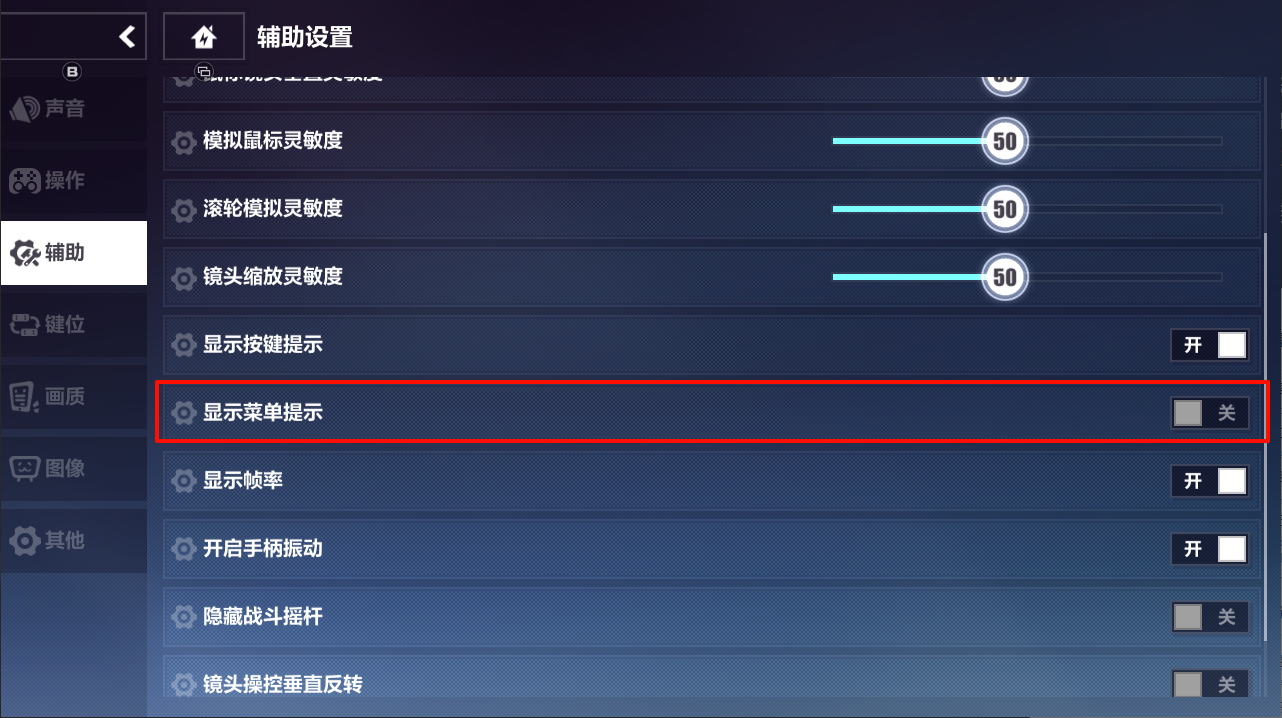 辅助设置
B
声音
操作
辅助
键位
画质
图像
其他
模拟鼠标灵敏度
50
滚轮模拟灵敏度
50
镜头缩放灵敏度
50
显示按键提示
开
显示菜单提示
关
显示帧率
开
开启手柄振动
开
隐藏战斗摇杆
关
镜头操控垂直反转
关